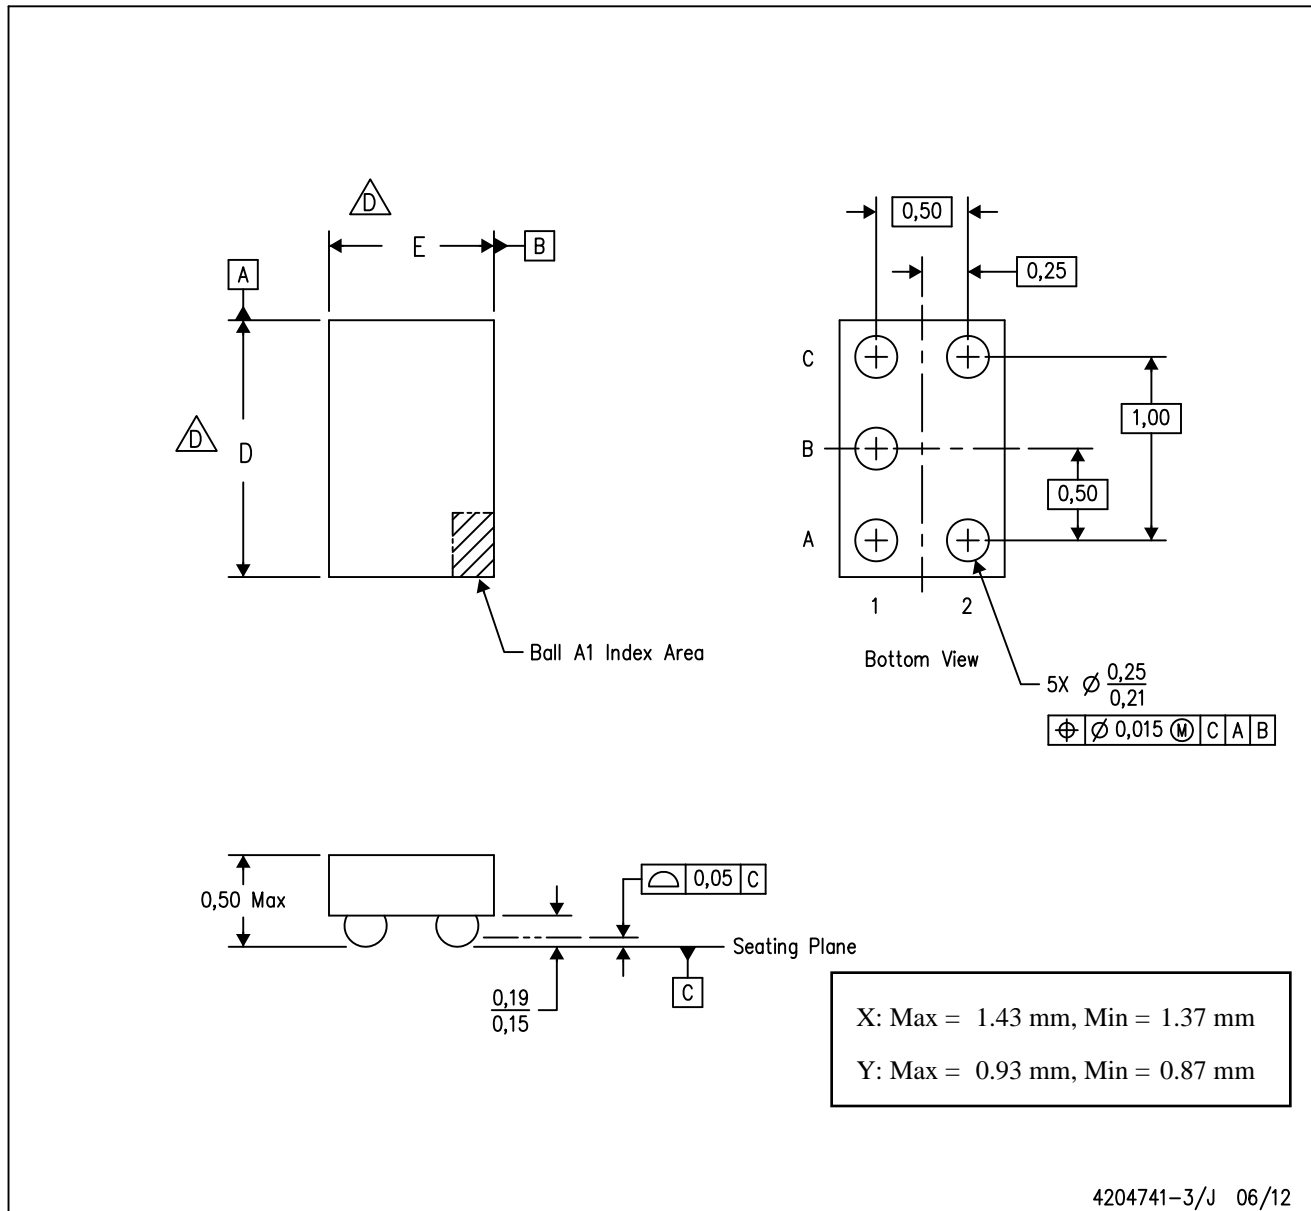 D
E
B
A
D
D
Ball A1 Index Area
0,50
0,25
C
B
A
1,00
0,50
1 2
Bottom View
5X Ø 0,25
0,21
⌖ Ø 0,015 Ⓜ C A B
0,50 Max
⌓ 0,05 C
Seating Plane
C
0,19
0,15
X: Max = 1.43 mm, Min = 1.37 mm
Y: Max = 0.93 mm, Min = 0.87 mm
4204741-3/J 06/12